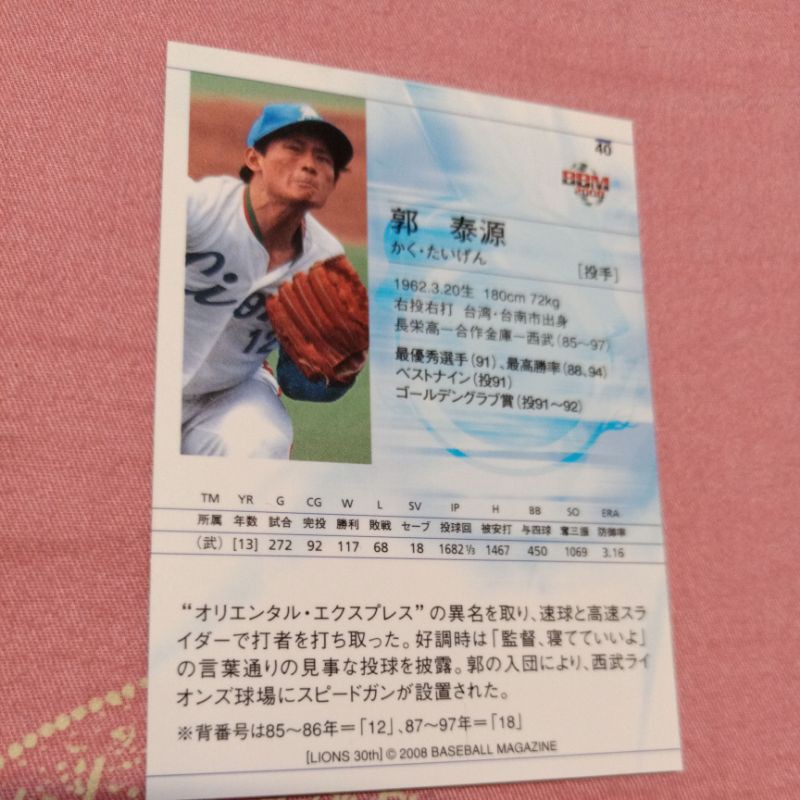 40
BBM
2008
郭 泰源
かく・たいげん
[投手]
1962.3.20生 180cm 72kg
右投右打 台湾・台南市出身
長栄高―合作金庫―西武(85〜97)
最優秀選手(91)、最高勝率(88、94)
ベストナイン(投91)
ゴールデングラブ賞(投91〜92)
Lions
12
TM YR G CG W L SV IP H BB SO ERA
所属 年数 試合 完投 勝利 敗戦 セーブ 投球回 被安打 与四球 奪三振 防御率
(武) [13] 272 92 117 68 18 1682 1/3 1467 450 1069 3.16
“オリエンタル・エクスプレス”の異名を取り、速球と高速スラ
イダーで打者を打ち取った。好調時は「監督、寝てていいよ」
の言葉通りの見事な投球を披露。郭の入団により、西武ライ
オンズ球場にスピードガンが設置された。
※背番号は85〜86年=「12」、87〜97年=「18」
[LIONS 30th] © 2008 BASEBALL MAGAZINE